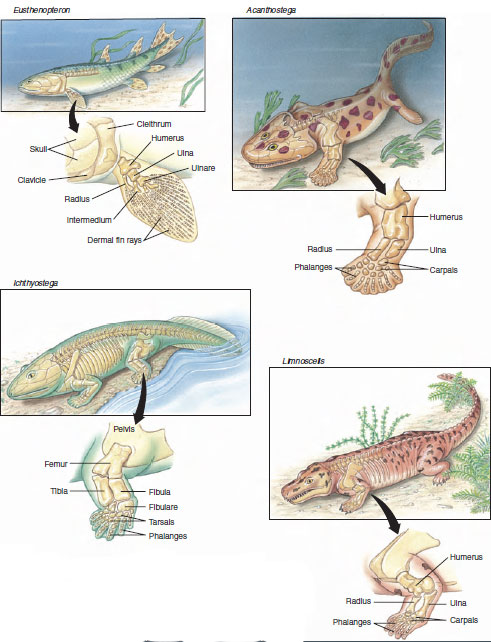 Eusthenopteron
Cleithrum
Humerus
Ulna
Ulnare
Skull
Clavicle
Radius
Intermedium
Dermal fin rays
Acanthostega
Humerus
Radius
Ulna
Phalanges
Carpals
Ichthyostega
Pelvis
Femur
Tibia
Fibula
Fibulare
Tarsals
Phalanges
Limnoscelis
Humerus
Radius
Ulna
Phalanges
Carpals